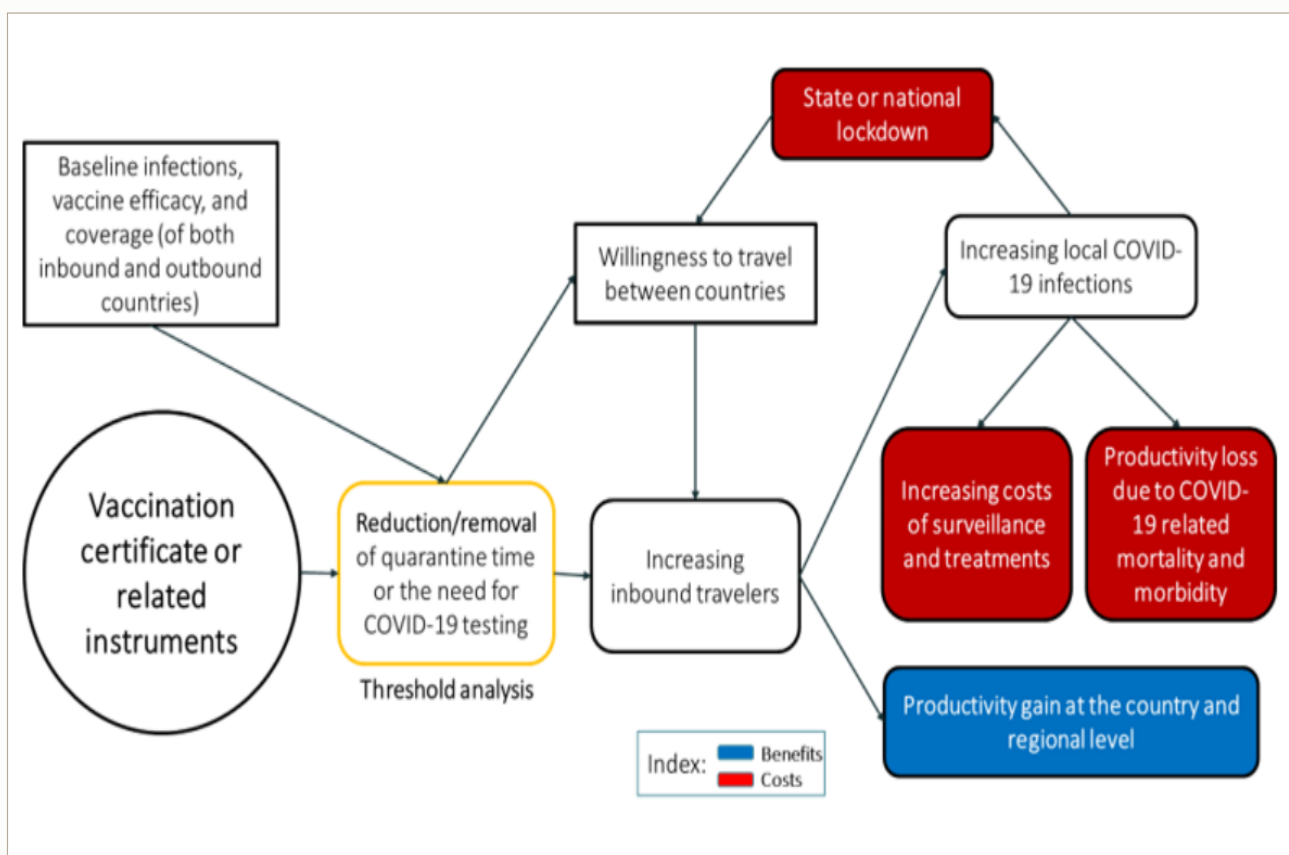 State or national
lockdown
Baseline infections,
vaccine efficacy, and
coverage (of both
inbound and outbound
countries)
Willingness to travel
between countries
Increasing local COVID-
19 infections
Vaccination
certificate or
related
instruments
Reduction/removal
of quarantine time
or the need for
COVID-19 testing
Threshold analysis
Increasing
inbound travelers
Increasing costs
of surveillance
and treatments
Productivity loss
due to COVID-
19 related
mortality and
morbidity
Productivity gain at the country and
regional level
Index:
Benefits
Costs